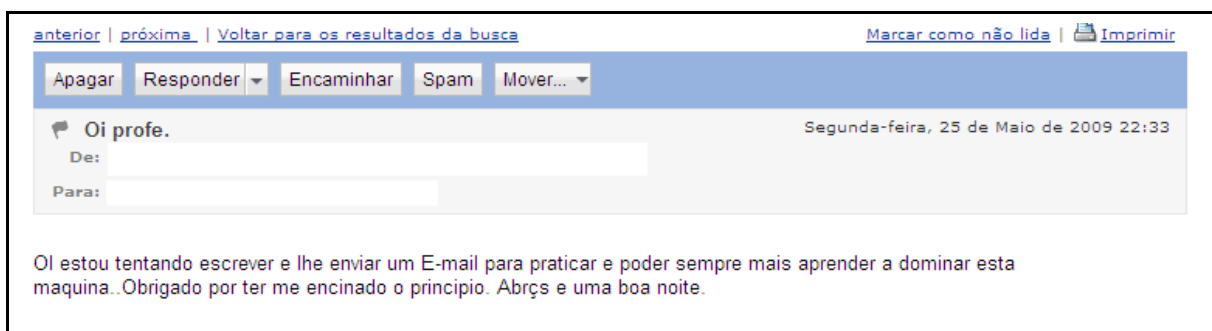 anterior | próxima | Voltar para os resultados da busca Marcar como não lida | Imprimir
Apagar Responder Encaminhar Spam Mover...
Oi profe. Segunda-feira, 25 de Maio de 2009 22:33
De:
Para:
OI estou tentando escrever e lhe enviar um E-mail para praticar e poder sempre mais aprender a dominar esta
maquina..Obrigado por ter me encinado o principio. Abrçs e uma boa noite.